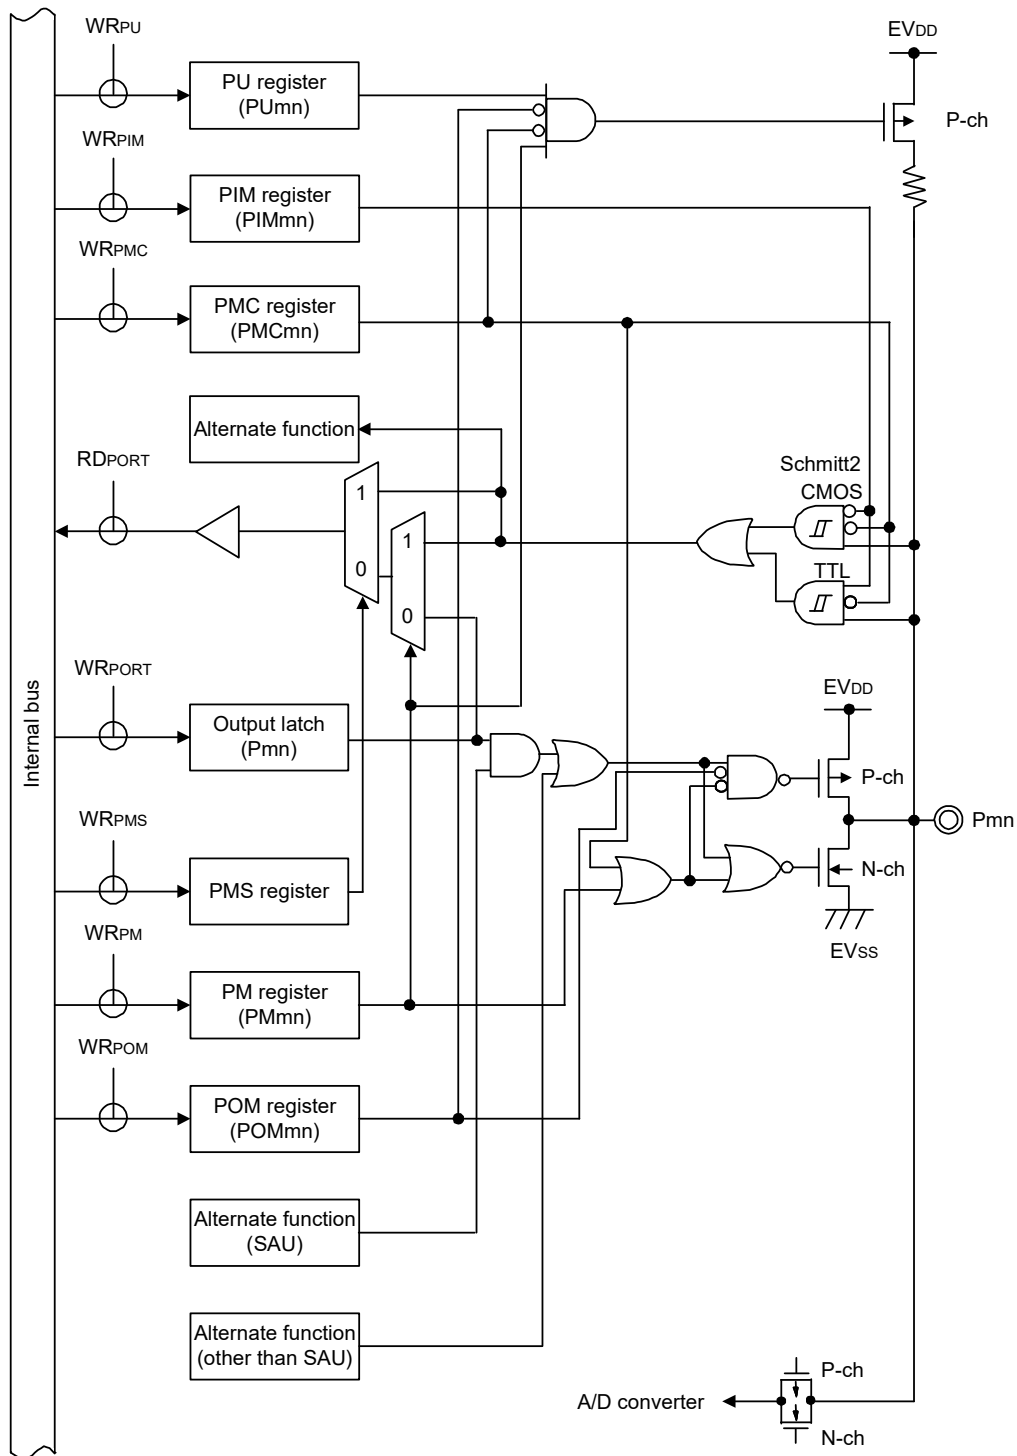 WRPU
EVDD
PU register
(PUmn)
P-ch
WRPIM
PIM register
(PIMmn)
WRPMC
PMC register
(PMCmn)
Alternate function
RDPORT
Schmitt2
CMOS
1
1
TTL
0
0
WRPORT
EVDD
Internal bus
Output latch
(Pmn)
P-ch
WRPMS
Pmn
PMS register
N-ch
WRPM
EVSS
PM register
(PMmn)
WRPOM
POM register
(POMmn)
Alternate function
(SAU)
Alternate function
(other than SAU)
P-ch
A/D converter
N-ch